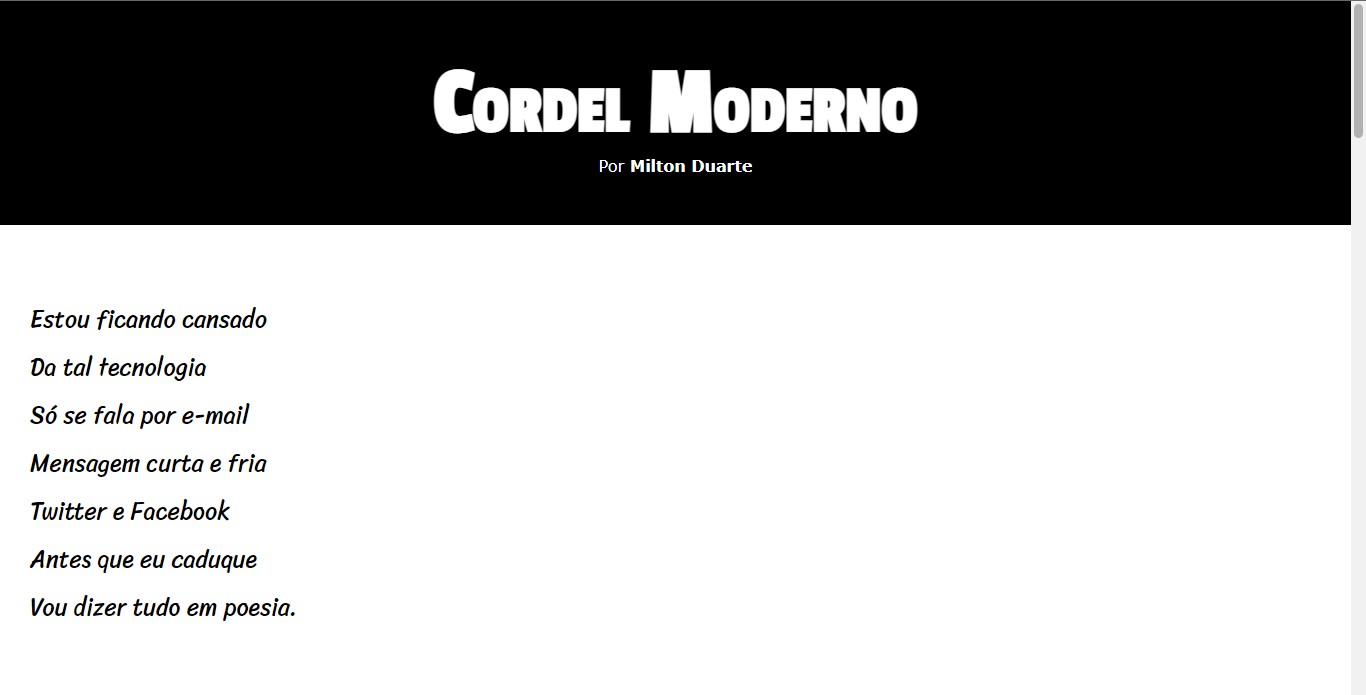 Cordel Moderno
Por Milton Duarte
Estou ficando cansado
Da tal tecnologia
Só se fala por e-mail
Mensagem curta e fria
Twitter e Facebook
Antes que eu caduque
Vou dizer tudo em poesia.